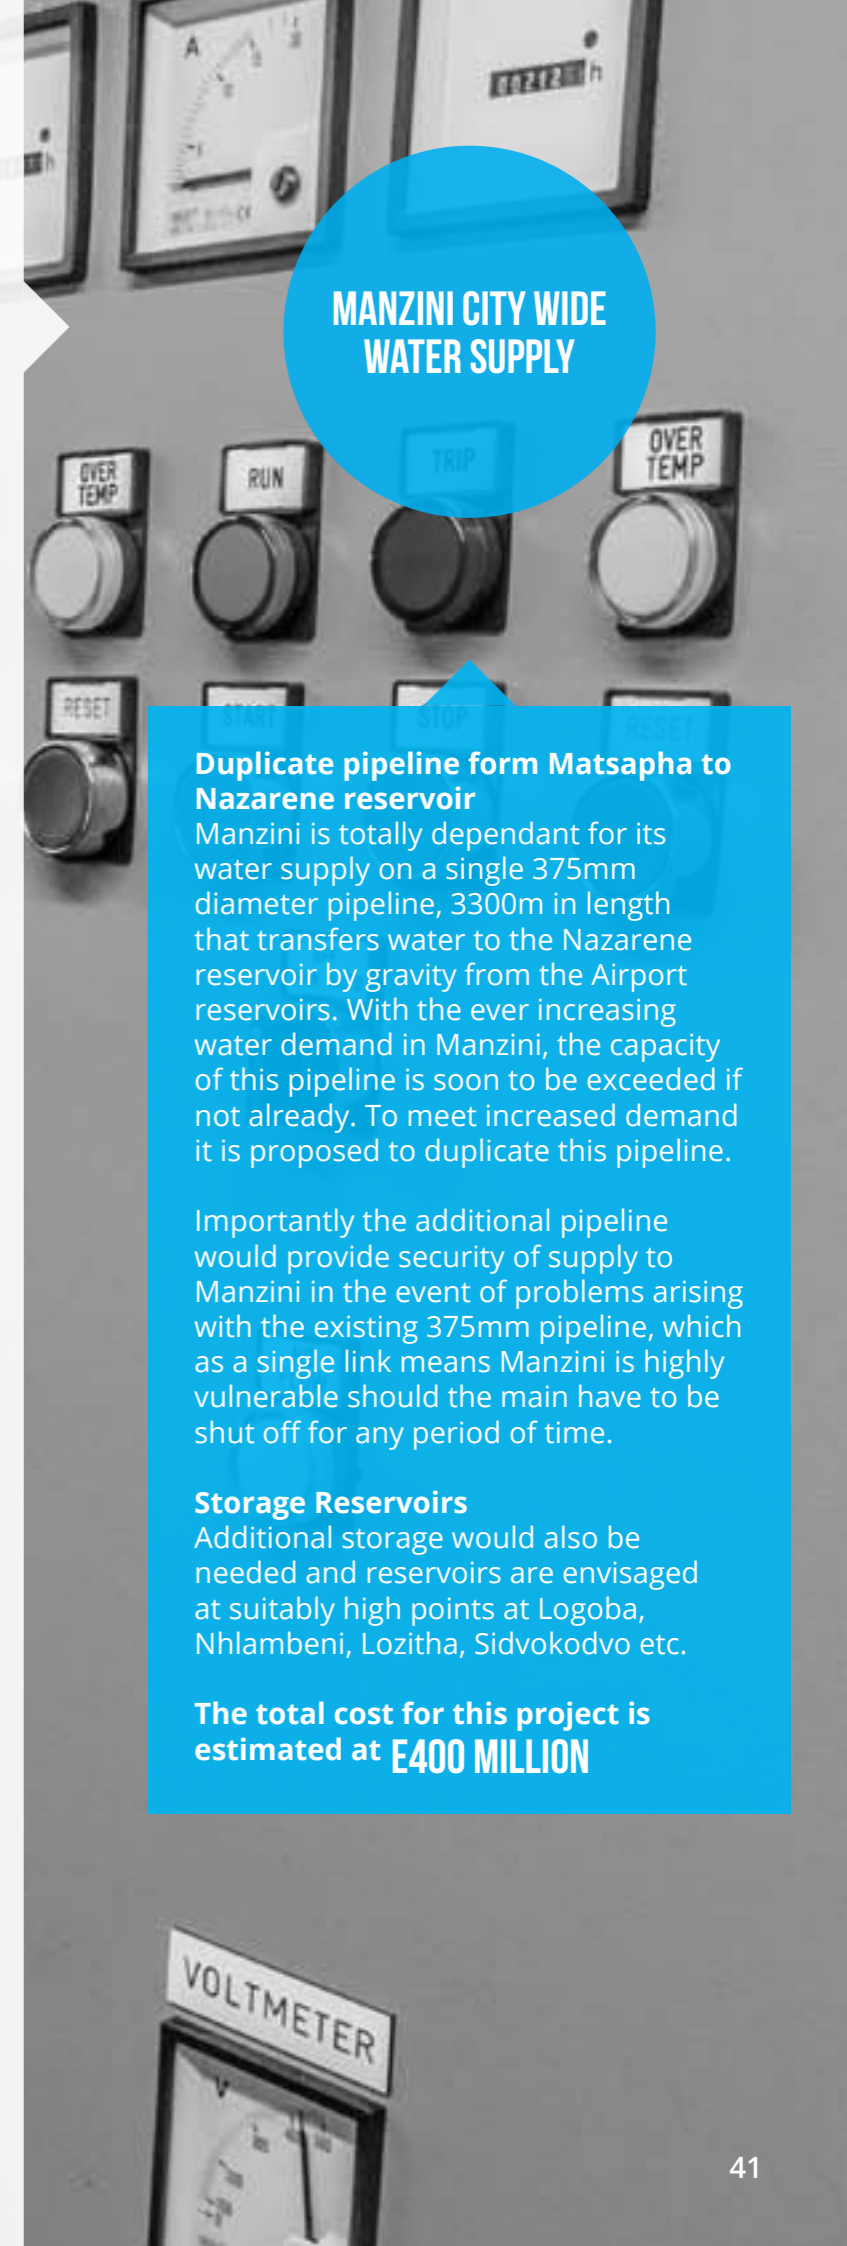 A
h
h
MANZINI CITY WIDE
WATER SUPPLY
OVER
TEMP
RUN
TRIP
OVER
TEMP
RESET
START
STOP
RESET
Duplicate pipeline form Matsapha to
Nazarene reservoir
Manzini is totally dependant for its
water supply on a single 375mm
diameter pipeline, 3300m in length
that transfers water to the Nazarene
reservoir by gravity from the Airport
reservoirs. With the ever increasing
water demand in Manzini, the capacity
of this pipeline is soon to be exceeded if
not already. To meet increased demand
it is proposed to duplicate this pipeline.
Importantly the additional pipeline
would provide security of supply to
Manzini in the event of problems arising
with the existing 375mm pipeline, which
as a single link means Manzini is highly
vulnerable should the main have to be
shut off for any period of time.
Storage Reservoirs
Additional storage would also be
needed and reservoirs are envisaged
at suitably high points at Logoba,
Nhlambeni, Lozitha, Sidvokodvo etc.
The total cost for this project is
estimated at E400 MILLION
VOLTMETER
V
41